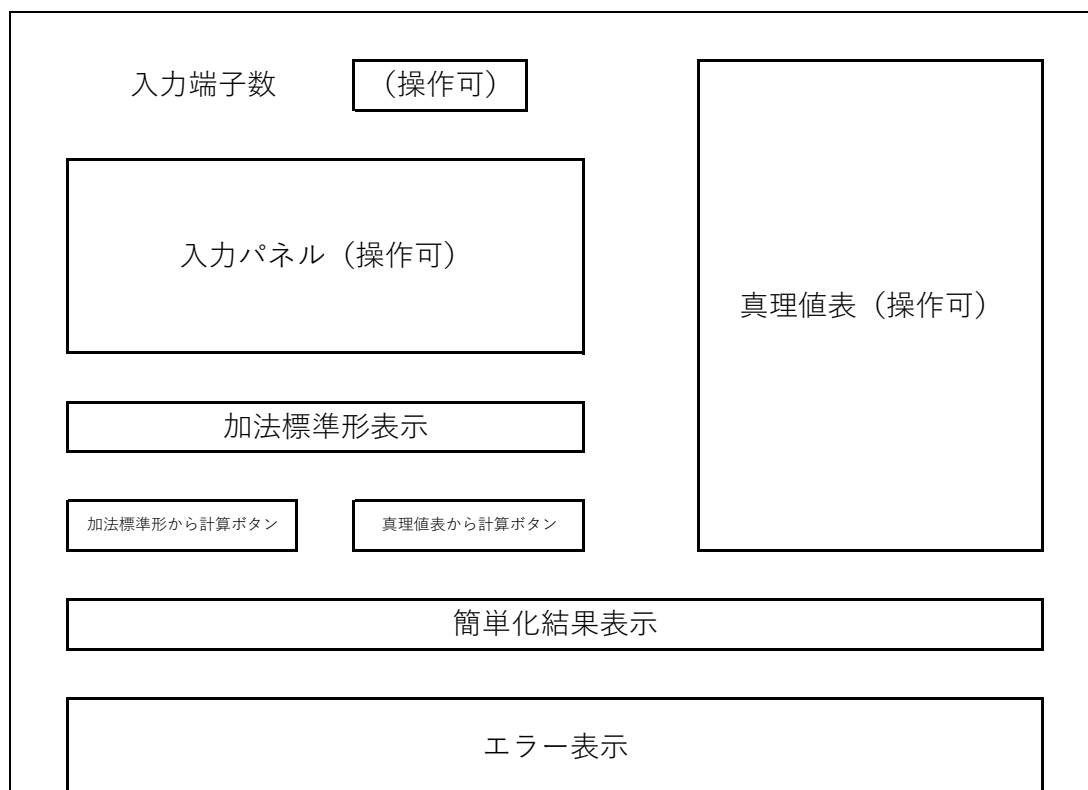 入力端子数
（操作可）
入力パネル（操作可）
真理値表（操作可）
加法標準形表示
加法標準形から計算ボタン
真理値表から計算ボタン
簡単化結果表示
エラー表示